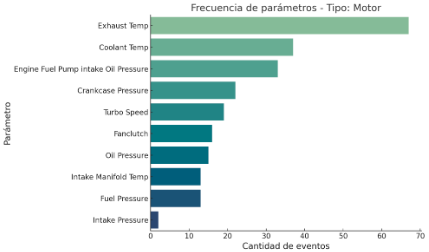 Frecuencia de parámetros - Tipo: Motor
Exhaust Temp
Coolant Temp
Engine Fuel Pump intake Oil Pressure
Crankcase Pressure
Turbo Speed
Fanclutch
Oil Pressure
Intake Manifold Temp
Fuel Pressure
Intake Pressure
Parámetro
0 10 20 30 40 50 60 70
Cantidad de eventos